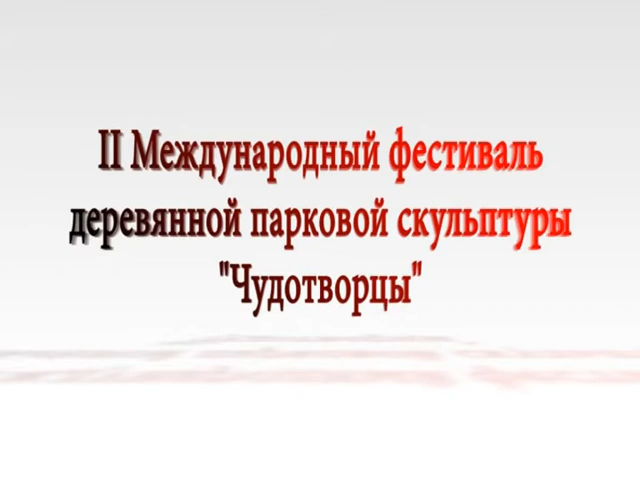 II Международный фестиваль
деревянной парковой скульптуры
"Чудотворцы"